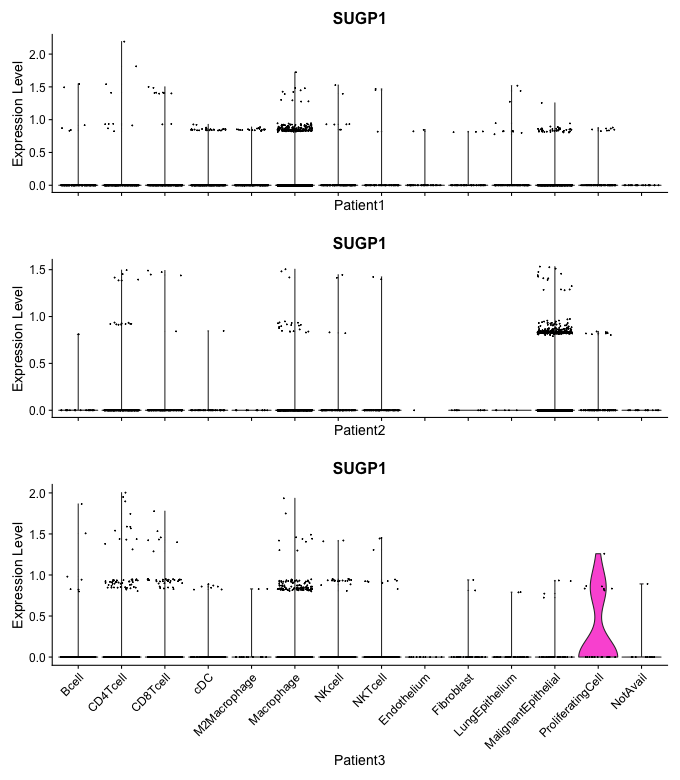 SUGP1
Expression Level
2.0
1.5
1.0
0.5
0.0
Patient1
SUGP1
Expression Level
1.5
1.0
0.5
0.0
Patient2
SUGP1
Expression Level
2.0
1.5
1.0
0.5
0.0
Bcell
CD4Tcell
CD8Tcell
cDC
M2Macrophage
Macrophage
NKcell
NKTcell
Endothelium
Fibroblast
LungEpithelium
MalignantEpithelial
ProliferatingCell
NotAvail
Patient3